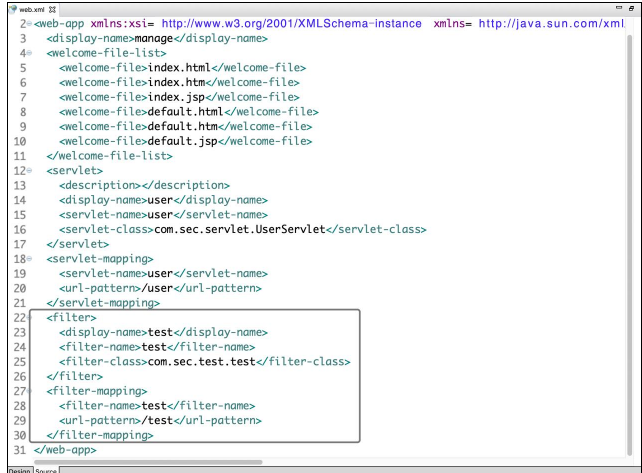 web.xml
2 <web-app xmlns:xsi= http://www.w3.org/2001/XMLSchema-instance xmlns= http://java.sun.com/xml
3 <display-name>manage</display-name>
4 <welcome-file-list>
5 <welcome-file>index.html</welcome-file>
6 <welcome-file>index.htm</welcome-file>
7 <welcome-file>index.jsp</welcome-file>
8 <welcome-file>default.html</welcome-file>
9 <welcome-file>default.htm</welcome-file>
10 <welcome-file>default.jsp</welcome-file>
11 </welcome-file-list>
12 <servlet>
13 <description></description>
14 <display-name>user</display-name>
15 <servlet-name>user</servlet-name>
16 <servlet-class>com.sec.servlet.UserServlet</servlet-class>
17 </servlet>
18 <servlet-mapping>
19 <servlet-name>user</servlet-name>
20 <url-pattern>/user</url-pattern>
21 </servlet-mapping>
22 <filter>
23 <display-name>test</display-name>
24 <filter-name>test</filter-name>
25 <filter-class>com.sec.test.test</filter-class>
26 </filter>
27 <filter-mapping>
28 <filter-name>test</filter-name>
29 <url-pattern>/test</url-pattern>
30 </filter-mapping>
31 </web-app>
Design Source